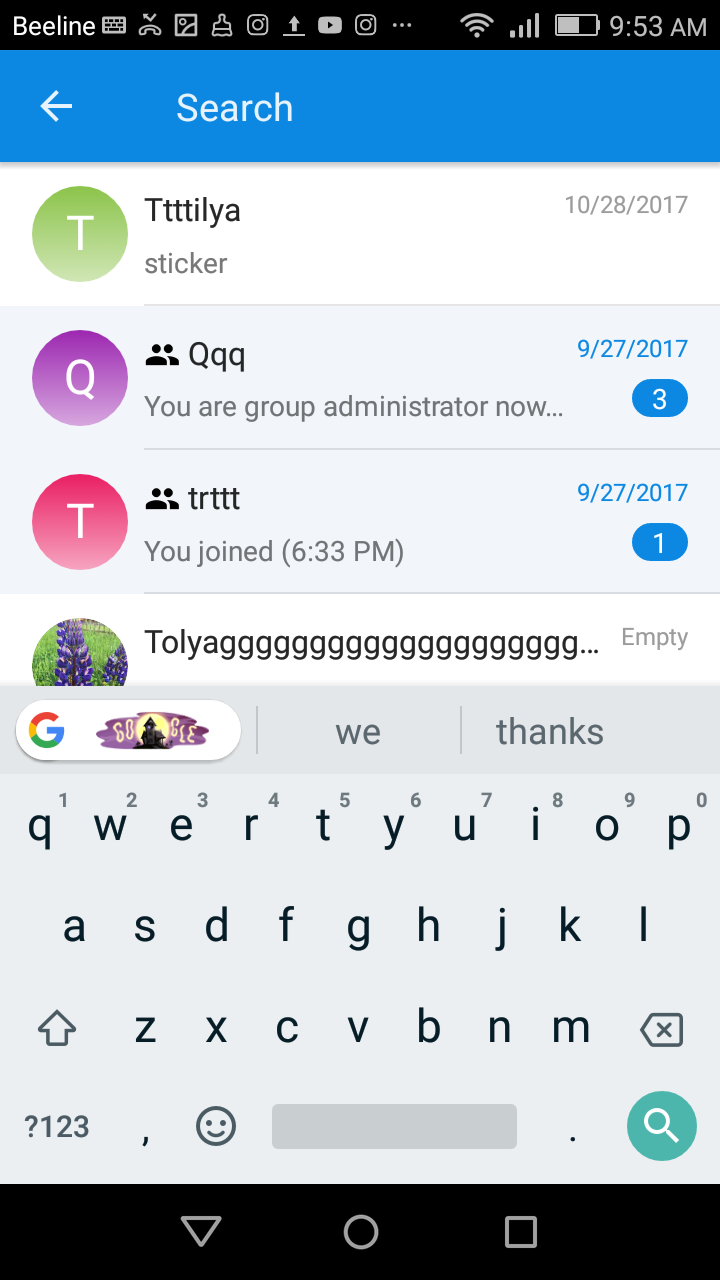 Beeline 9:53 AM
Search
T Ttttilya 10/28/2017
sticker
Q Qqq 9/27/2017
You are group administrator now... 3
T trttt 9/27/2017
You joined (6:33 PM) 1
Tolyagggggggggggggggggggg... Empty
G GOOGLE we thanks
1 2 3 4 5 6 7 8 9 0
q w e r t y u i o p
a s d f g h j k l
z x c v b n m
?123 , .